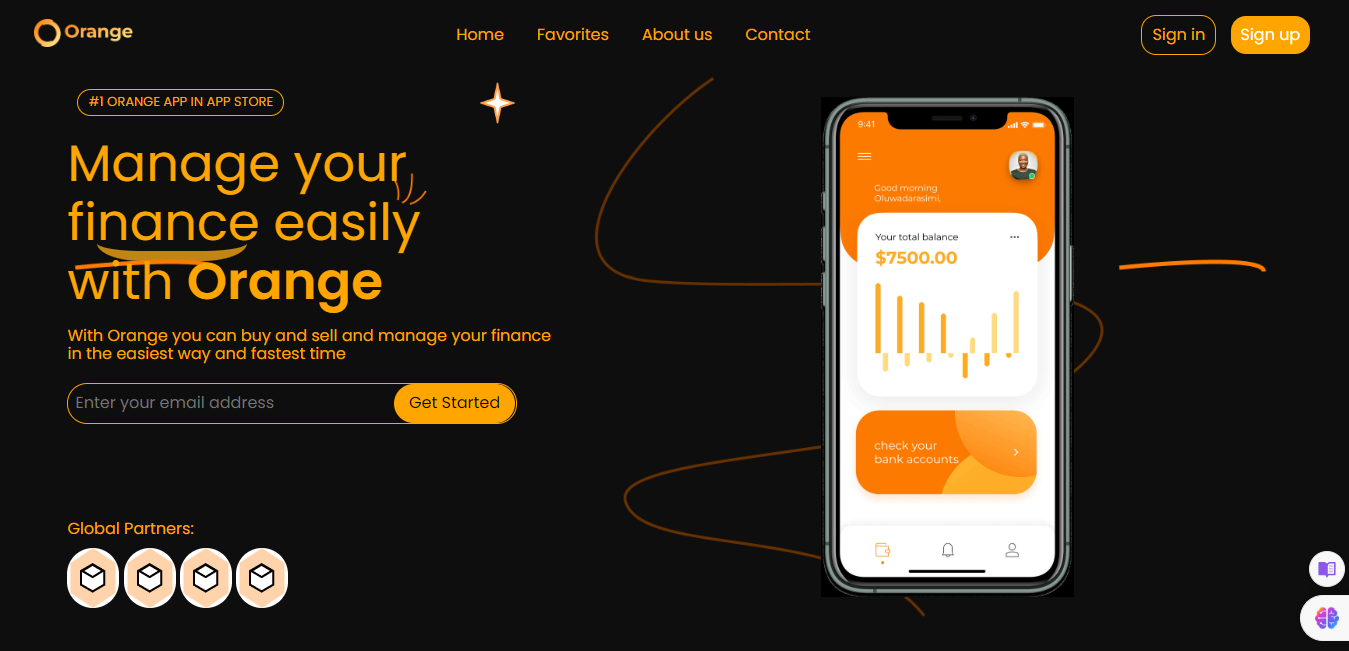 Orange
Home
Favorites
About us
Contact
Sign in
Sign up
#1 ORANGE APP IN APP STORE
Manage your
finance easily
with Orange
With Orange you can buy and sell and manage your finance
in the easiest way and fastest time
Enter your email address
Get Started
Global Partners:
9:41
Good morning
Oluwadarasimi,
Your total balance
$7500.00
check your
bank accounts